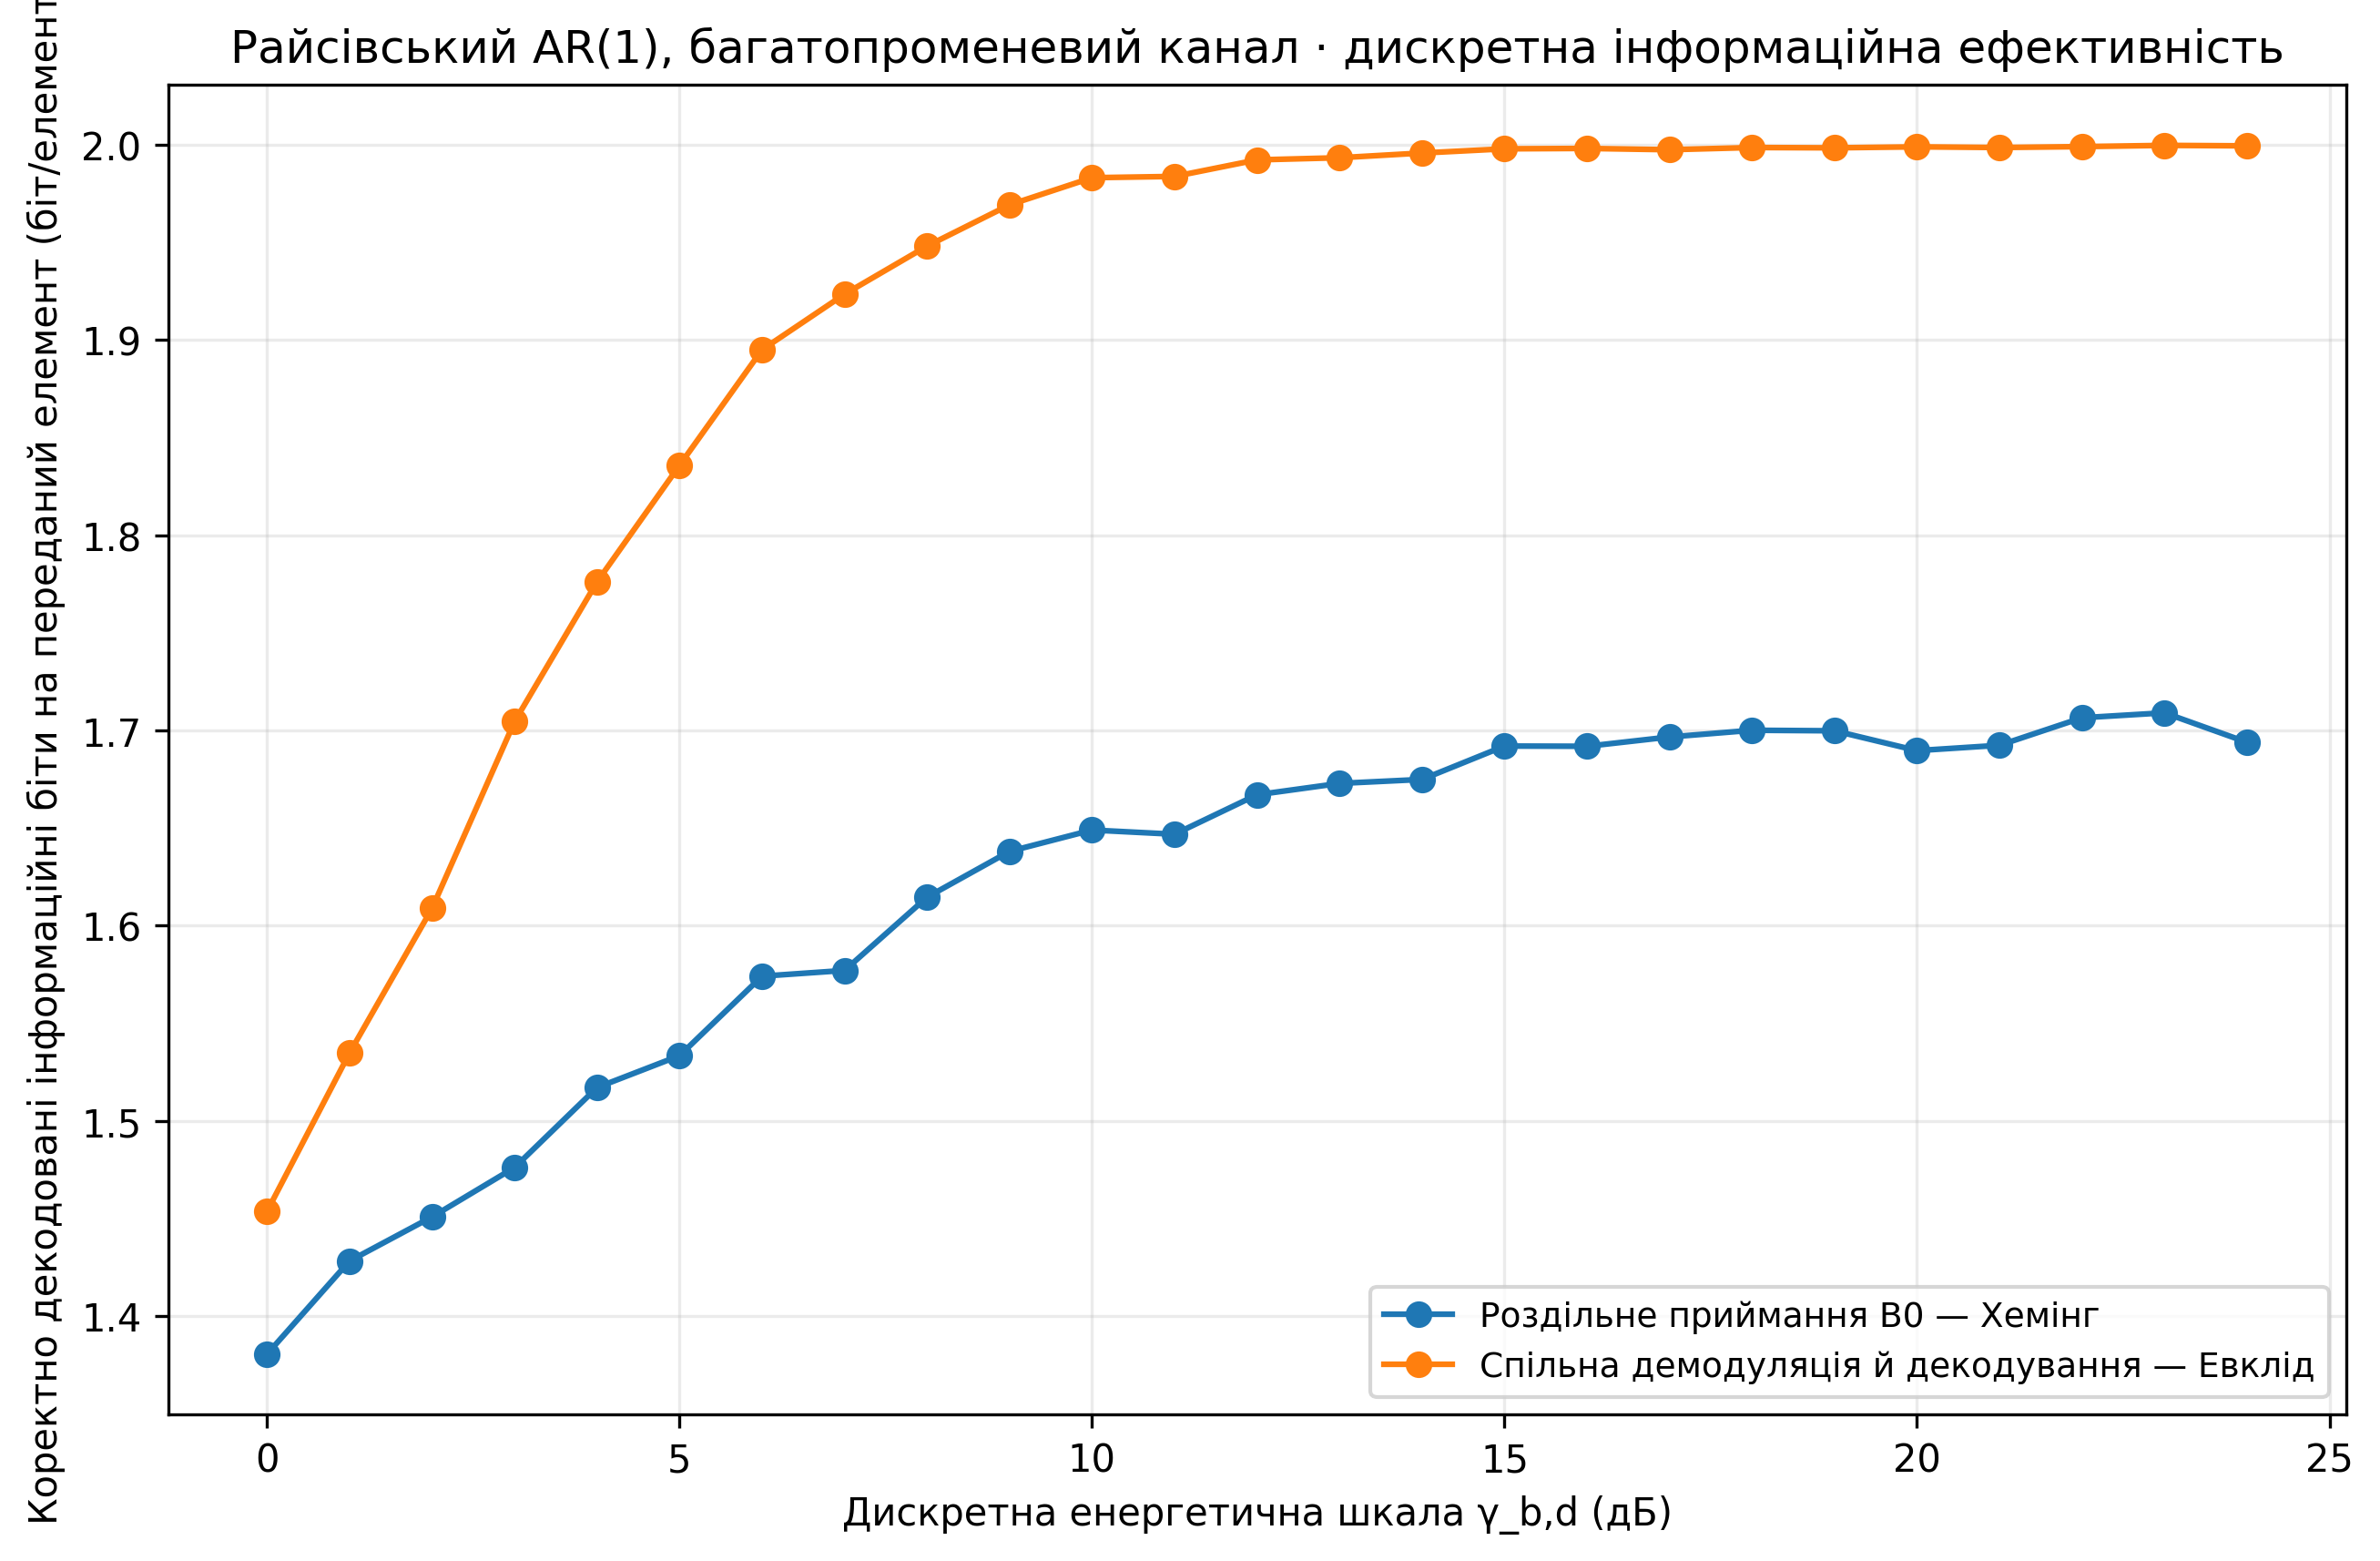 Райсівський AR(1), багатопроменевий канал · дискретна інформаційна ефективність
Коректно декодовані інформаційні біти на переданий елемент (біт/елемент
2.0
1.9
1.8
1.7
1.6
1.5
1.4
0
5
10
15
20
25
Дискретна енергетична шкала γ_b,d (дБ)
Роздільне приймання B0 — Хемінг
Спільна демодуляція й декодування — Евклід